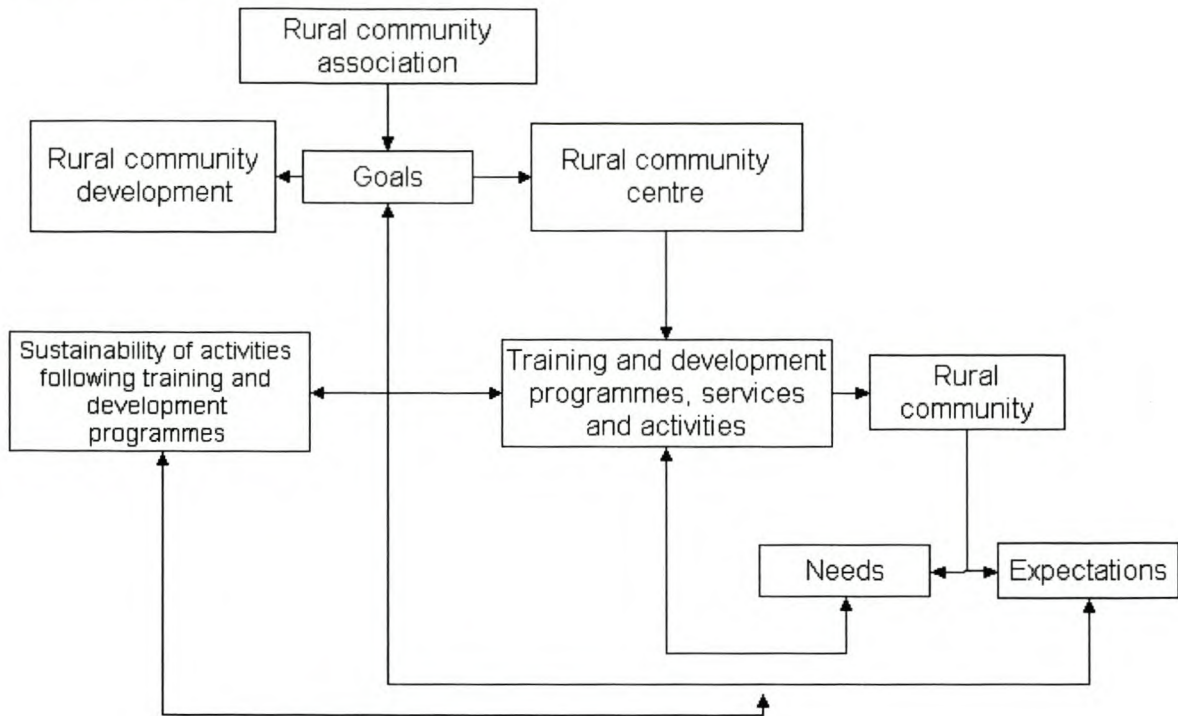 Rural community
association
Rural community
development
Goals
Rural community
centre
Sustainability of activities
following training and
development
programmes
Training and development
programmes, services
and activities
Rural
community
Needs
Expectations